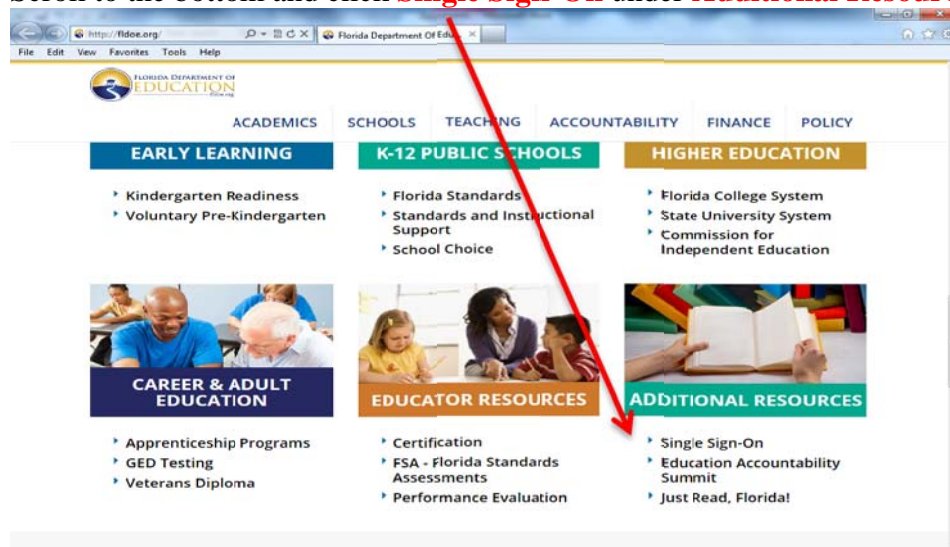 Scroll to the bottom and click Single Sign-On under Additional Resour
http://fldoe.org/
Florida Department Of Edu...
File Edit View Favorites Tools Help
FLORIDA DEPARTMENT OF
EDUCATION
fldoe.org
ACADEMICS SCHOOLS TEACHING ACCOUNTABILITY FINANCE POLICY
EARLY LEARNING
Kindergarten Readiness
Voluntary Pre-Kindergarten
K-12 PUBLIC SCHOOLS
Florida Standards
Standards and Instructional
Support
School Choice
HIGHER EDUCATION
Florida College System
State University System
Commission for
Independent Education
CAREER & ADULT
EDUCATION
Apprenticeship Programs
GED Testing
Veterans Diploma
EDUCATOR RESOURCES
Certification
FSA - Florida Standards
Assessments
Performance Evaluation
ADDITIONAL RESOURCES
Single Sign-On
Education Accountability
Summit
Just Read, Florida!